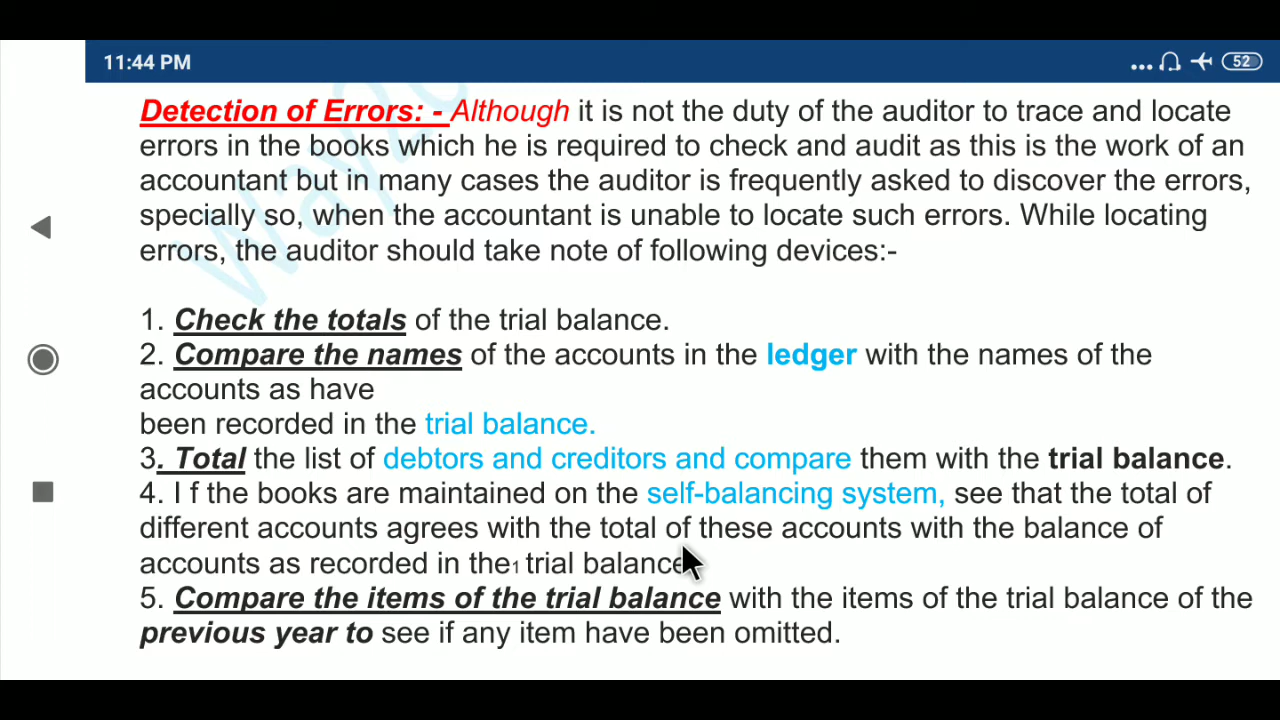 11:44 PM
52
Detection of Errors: - Although it is not the duty of the auditor to trace and locate
errors in the books which he is required to check and audit as this is the work of an
accountant but in many cases the auditor is frequently asked to discover the errors,
specially so, when the accountant is unable to locate such errors. While locating
errors, the auditor should take note of following devices:-
1. Check the totals of the trial balance.
2. Compare the names of the accounts in the ledger with the names of the
accounts as have
been recorded in the trial balance.
3. Total the list of debtors and creditors and compare them with the trial balance.
4. I f the books are maintained on the self-balancing system, see that the total of
different accounts agrees with the total of these accounts with the balance of
accounts as recorded in the1 trial balance
5. Compare the items of the trial balance with the items of the trial balance of the
previous year to see if any item have been omitted.